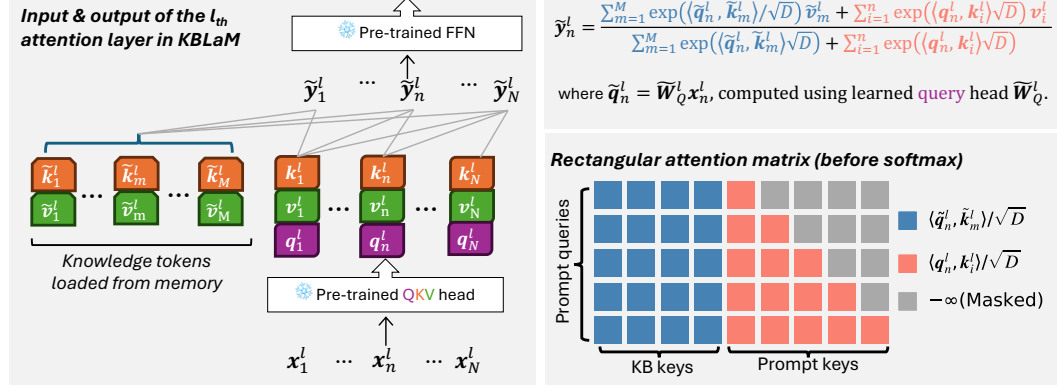 Input & output of the l_th
attention layer in KBLaM
Pre-trained FFN
ỹ_1^l ... ỹ_n^l ... ỹ_N^l
k̃_1^l ... k̃_m^l ... k̃_M^l
ṽ_1^l ṽ_m^l ṽ_M^l
k_1^l k_n^l k_N^l
v_1^l ... v_n^l ... v_N^l
q_1^l q_n^l q_N^l
Knowledge tokens
loaded from memory
Pre-trained QKV head
x_1^l ... x_n^l ... x_N^l
ỹ_n^l = (∑_{m=1}^M exp(⟨q̃_n^l, k̃_m^l⟩/√D) ṽ_m^l + ∑_{i=1}^n exp(⟨q_n^l, k_i^l⟩√D) v_i^l) / (∑_{m=1}^M exp(⟨q̃_n^l, k̃_m^l⟩√D) + ∑_{i=1}^n exp(⟨q_n^l, k_i^l⟩√D))
where q̃_n^l = W̃_Q^l x_n^l, computed using learned query head W̃_Q^l.
Rectangular attention matrix (before softmax)
Prompt queries
⟨q̃_n^l, k̃_m^l⟩/√D
⟨q_n^l, k_i^l⟩/√D
−∞(Masked)
KB keys
Prompt keys